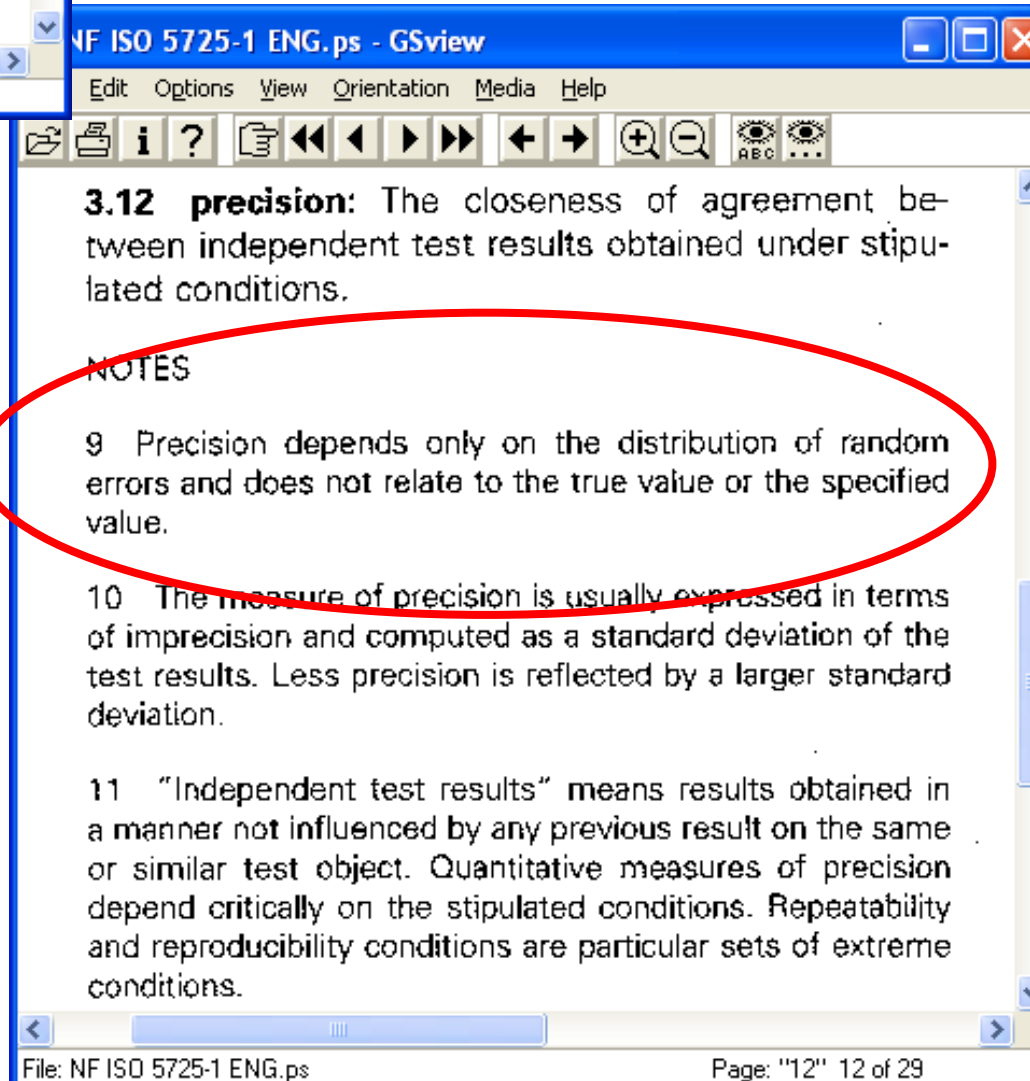 NF ISO 5725-1 ENG.ps - GSview
Edit Options View Orientation Media Help
i ? ABC
3.12 precision: The closeness of agreement be-
tween independent test results obtained under stipu-
lated conditions.
NOTES
9 Precision depends only on the distribution of random
errors and does not relate to the true value or the specified
value.
10 The measure of precision is usually expressed in terms
of imprecision and computed as a standard deviation of the
test results. Less precision is reflected by a larger standard
deviation.
11 "Independent test results" means results obtained in
a manner not influenced by any previous result on the same
or similar test object. Quantitative measures of precision
depend critically on the stipulated conditions. Repeatability
and reproducibility conditions are particular sets of extreme
conditions.
File: NF ISO 5725-1 ENG.ps Page: "12" 12 of 29